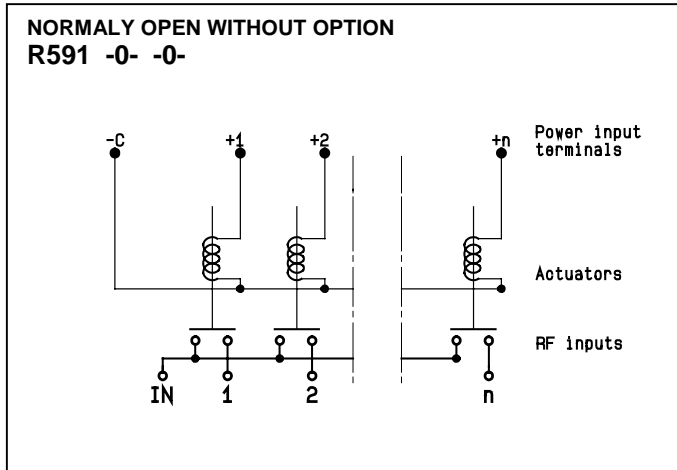 NORMALY OPEN WITHOUT OPTION
R591 -0- -0-
-C +1 +2 +n Power input
terminals
Actuators
RF inputs
IN 1 2 n